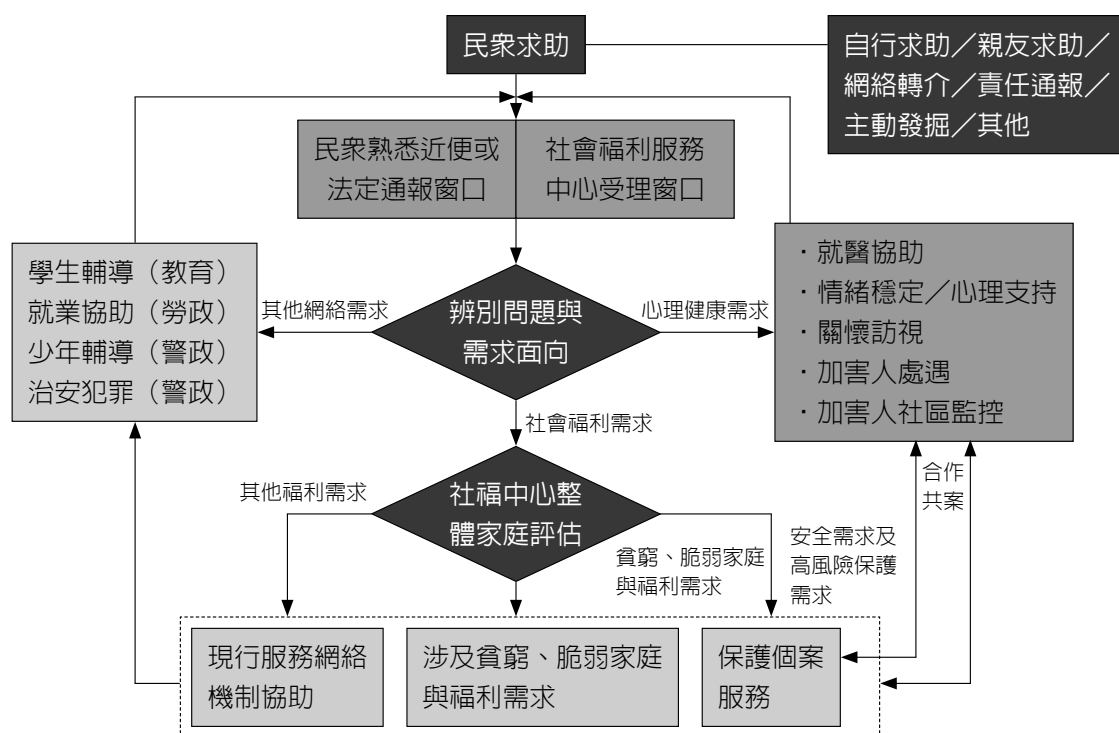 民眾求助
自行求助／親友求助／
網絡轉介／責任通報／
主動發掘／其他
民眾熟悉近便或
法定通報窗口
社會福利服務
中心受理窗口
學生輔導（教育）
就業協助（勞政）
少年輔導（警政）
治安犯罪（警政）
其他網絡需求
辨別問題與
需求面向
心理健康需求
・就醫協助
・情緒穩定／心理支持
・關懷訪視
・加害人處遇
・加害人社區監控
社會福利需求
其他福利需求
社福中心整
體家庭評估
貧窮、脆弱家庭
與福利需求
安全需求及
高風險保護
需求
合作
共案
現行服務網絡
機制協助
涉及貧窮、脆弱家庭
與福利需求
保護個案
服務